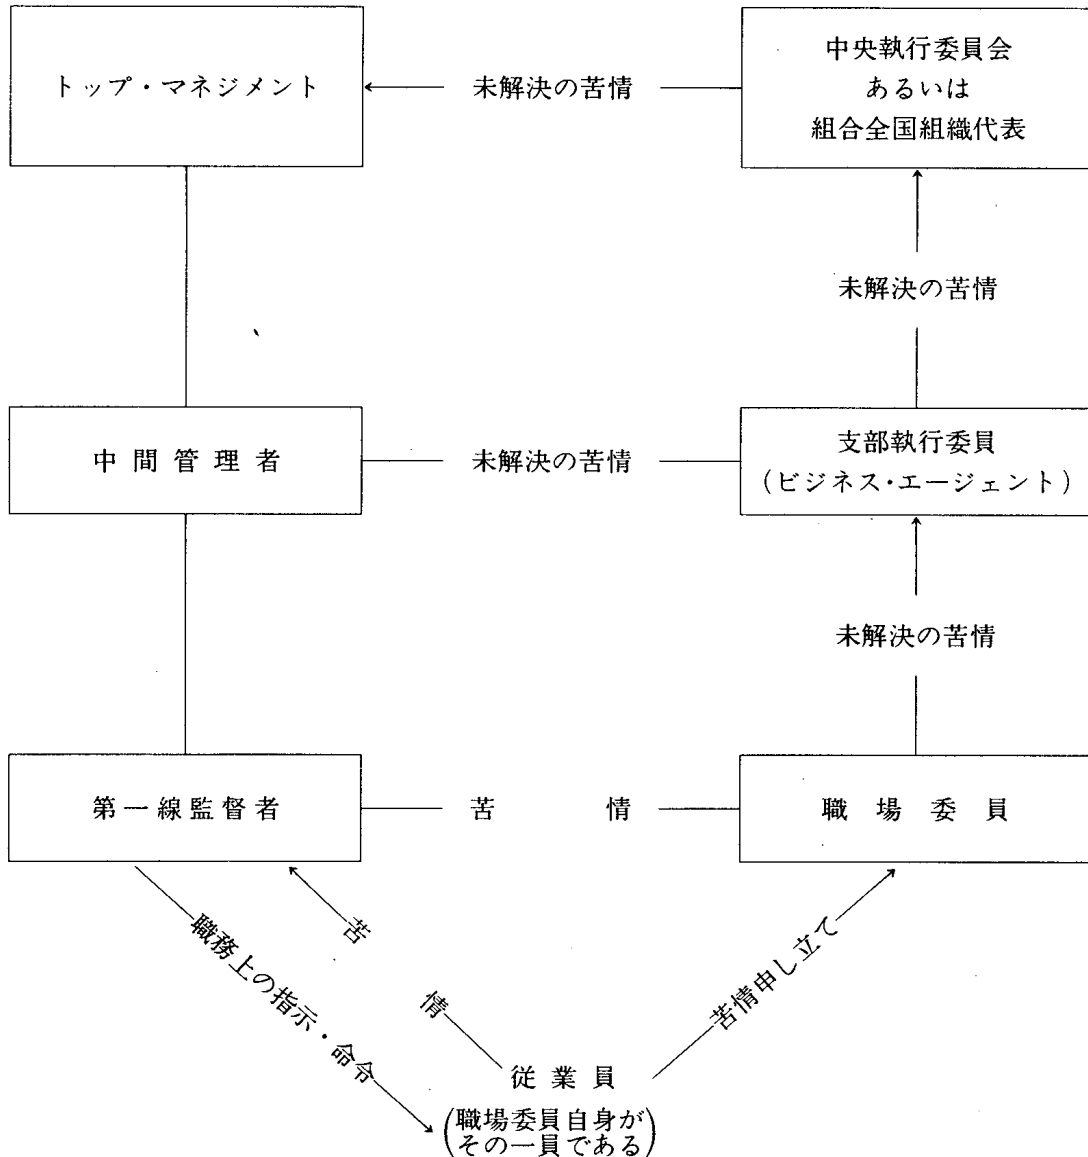 トップ・マネジメント
未解決の苦情
中央執行委員会
あるいは
組合全国組織代表
未解決の苦情
中間管理者
未解決の苦情
支部執行委員
(ビジネス・エージェント)
未解決の苦情
第一線監督者
苦情
職場委員
職務上の指示・命令
苦情
苦情申し立て
従業員
(職場委員自身が
その一員である)